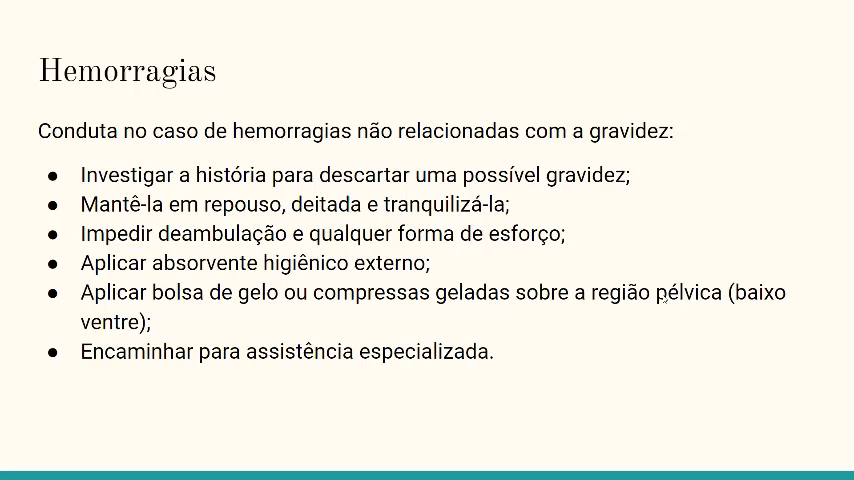 Hemorragias
Conduta no caso de hemorragias não relacionadas com a gravidez:
● Investigar a história para descartar uma possível gravidez;
● Mantê-la em repouso, deitada e tranquilizá-la;
● Impedir deambulação e qualquer forma de esforço;
● Aplicar absorvente higiênico externo;
● Aplicar bolsa de gelo ou compressas geladas sobre a região pélvica (baixo
ventre);
● Encaminhar para assistência especializada.